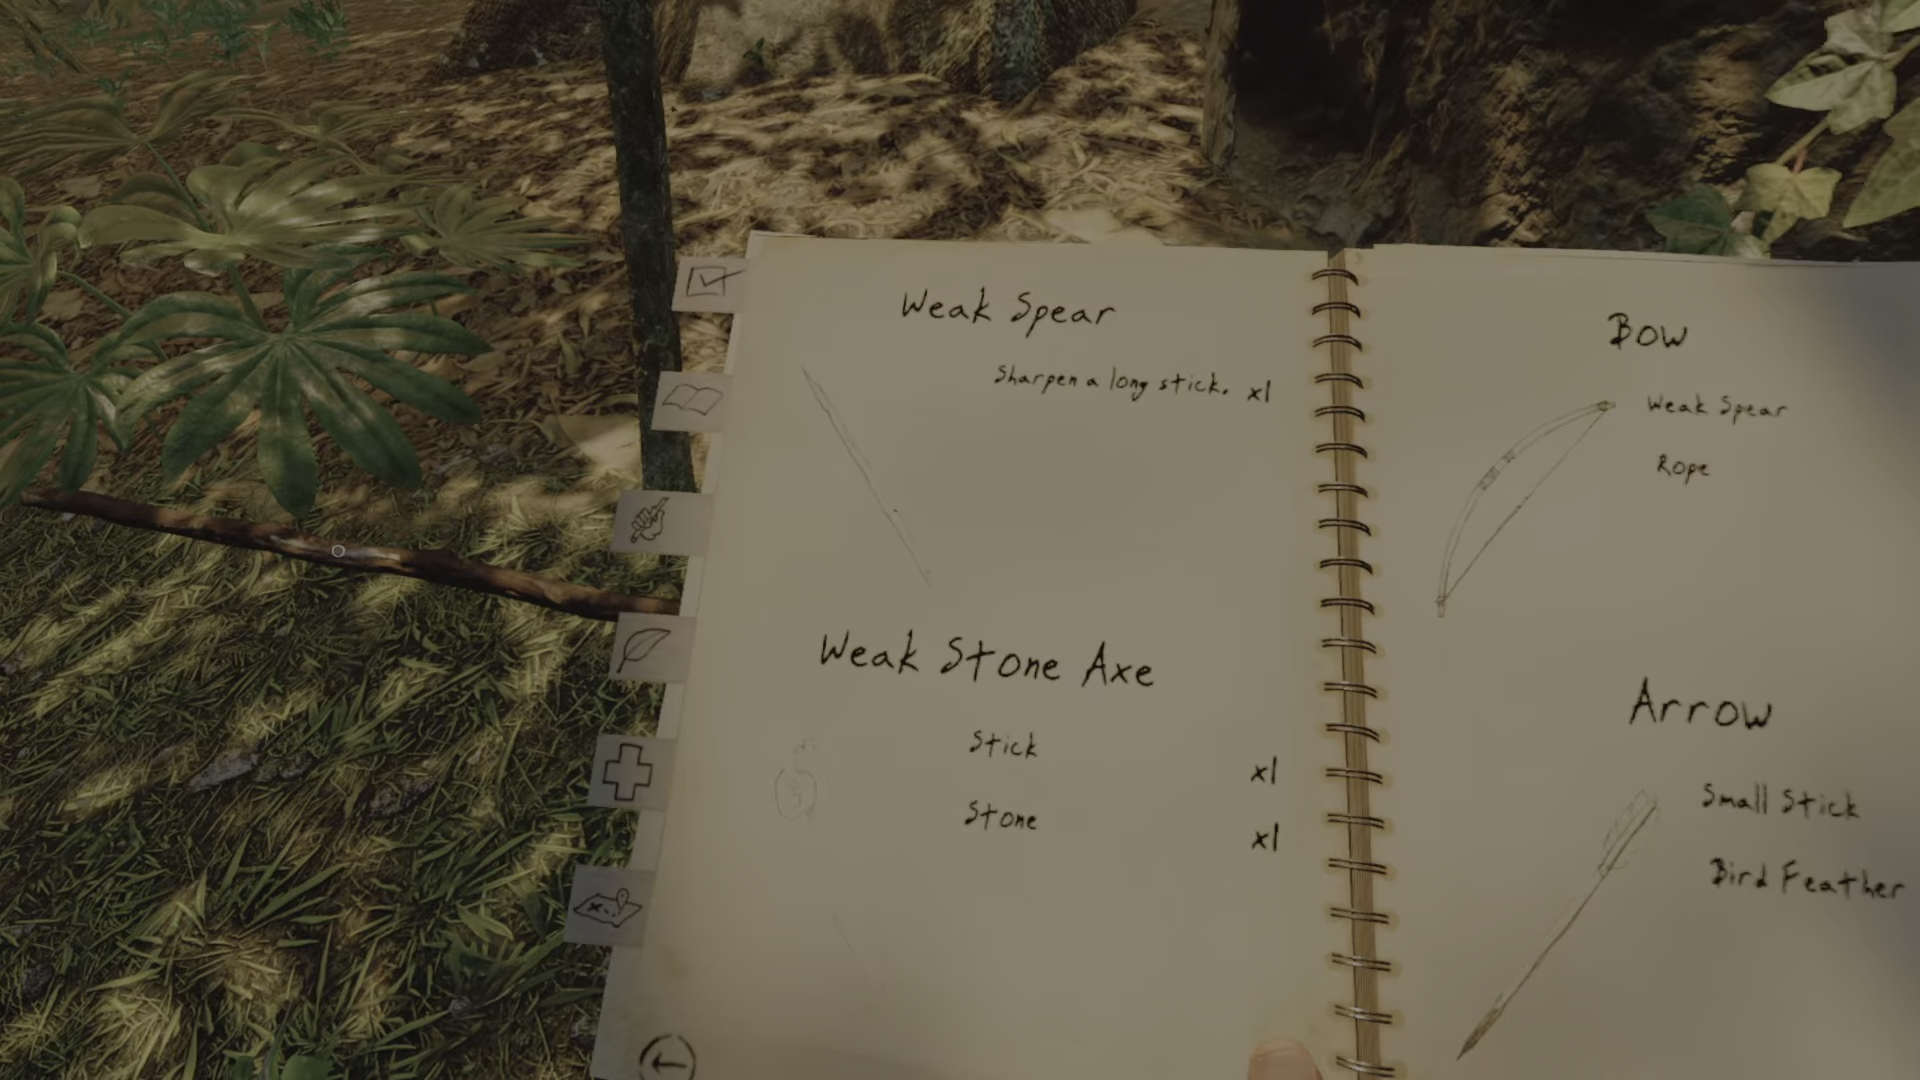 Weak Spear
Sharpen a long stick. x1
Weak Stone Axe
Stick x1
Stone x1
Bow
Weak Spear
Rope
Arrow
Small Stick
Bird Feather